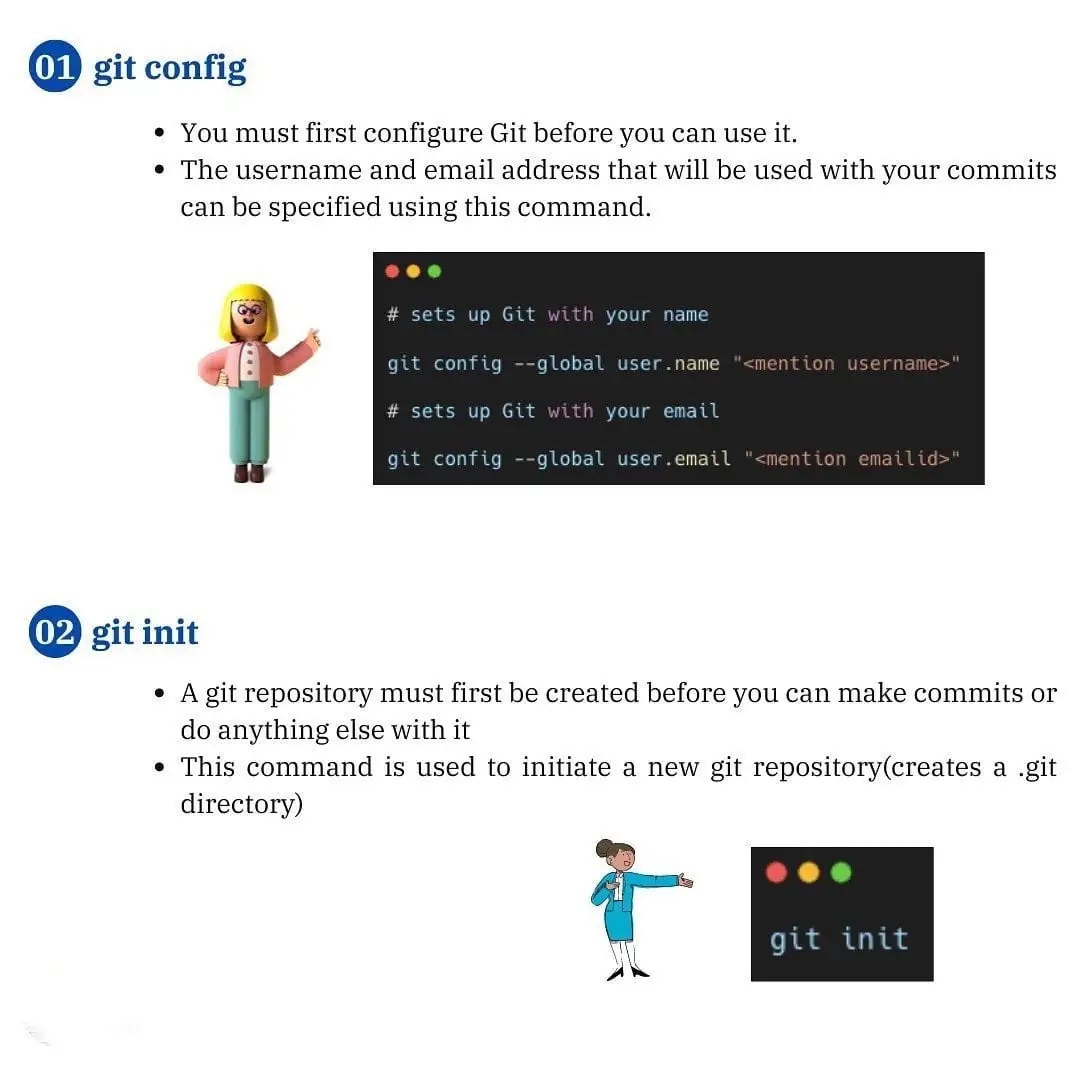 01 git config
• You must first configure Git before you can use it.
• The username and email address that will be used with your commits
can be specified using this command.
# sets up Git with your name
git config --global user.name "<mention username>"
# sets up Git with your email
git config --global user.email "<mention emailid>"
02 git init
• A git repository must first be created before you can make commits or
do anything else with it
• This command is used to initiate a new git repository(creates a .git
directory)
git init